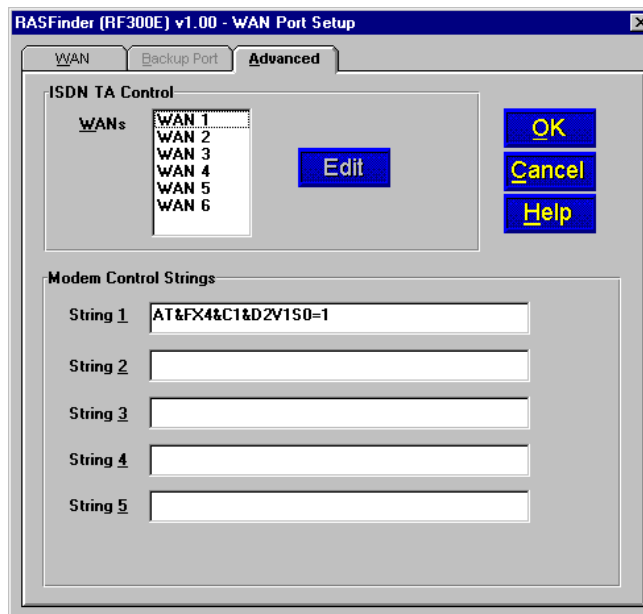 RASFinder (RF300E) v1.00 - WAN Port Setup
WAN
Backup Port
Advanced
ISDN TA Control
WANs
WAN 1
WAN 2
WAN 3
WAN 4
WAN 5
WAN 6
Edit
OK
Cancel
Help
Modem Control Strings
String 1 AT&FX4&C1&D2V1S0=1
String 2
String 3
String 4
String 5